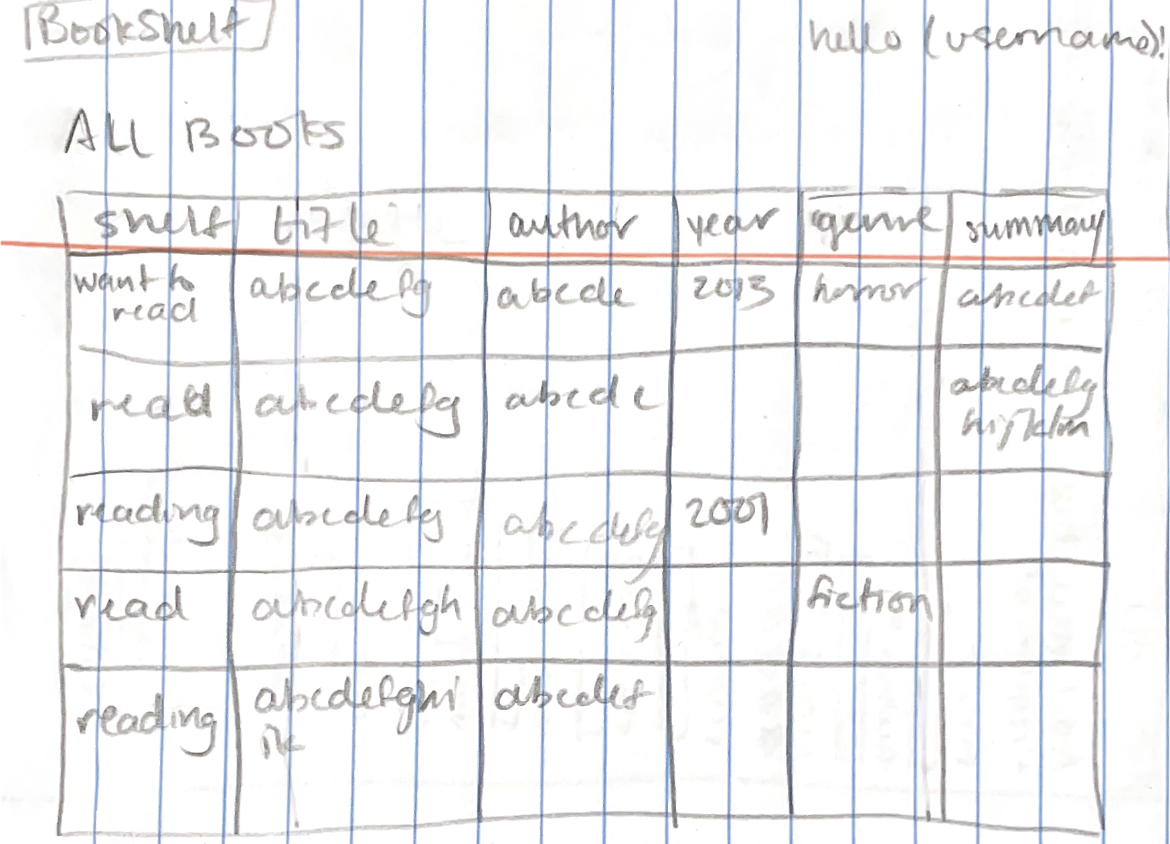 BookShelf hello (username)!
ALL BOOKS
shelf title author year genre summary
want to abcdefg abcde 2013 horror abcdef
read
read abcdefg abcde abcdefg
hijklm
reading abcdefg abcdefg 2001
read abcdefgh abcdefg fiction
reading abcdefghi abcdef
jk